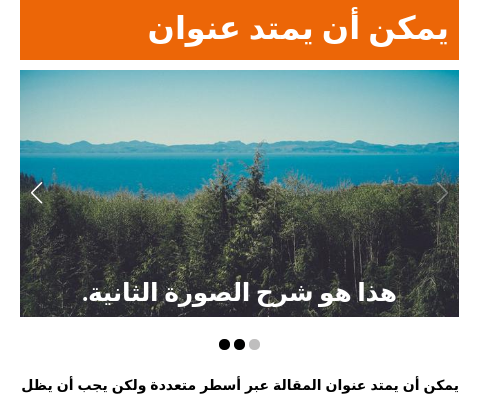 يمكن أن يمتد عنوان
هذا هو شرح الصورة الثانية.
يمكن أن يمتد عنوان المقالة عبر أسطر متعددة ولكن يجب أن يظل